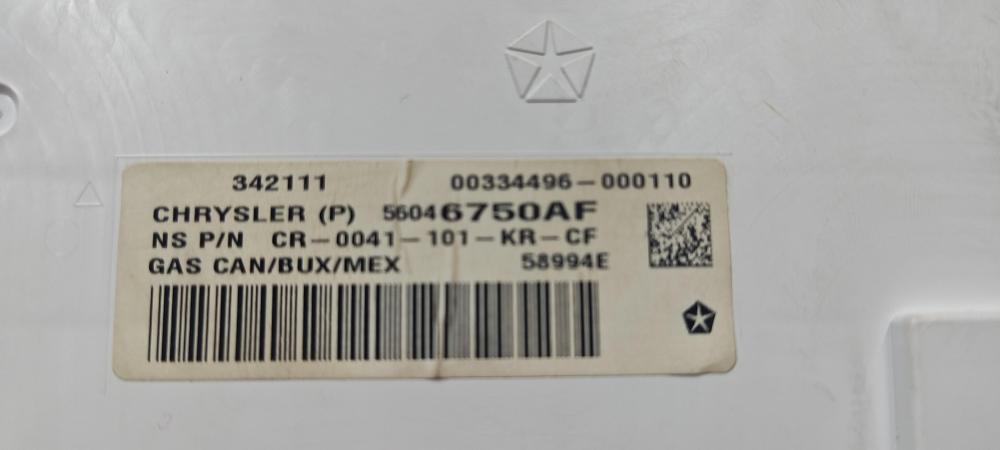 342111 00334496-000110
CHRYSLER (P) 56046750AF
NS P/N CR-0041-101-KR-CF
GAS CAN/BUX/MEX 58994E